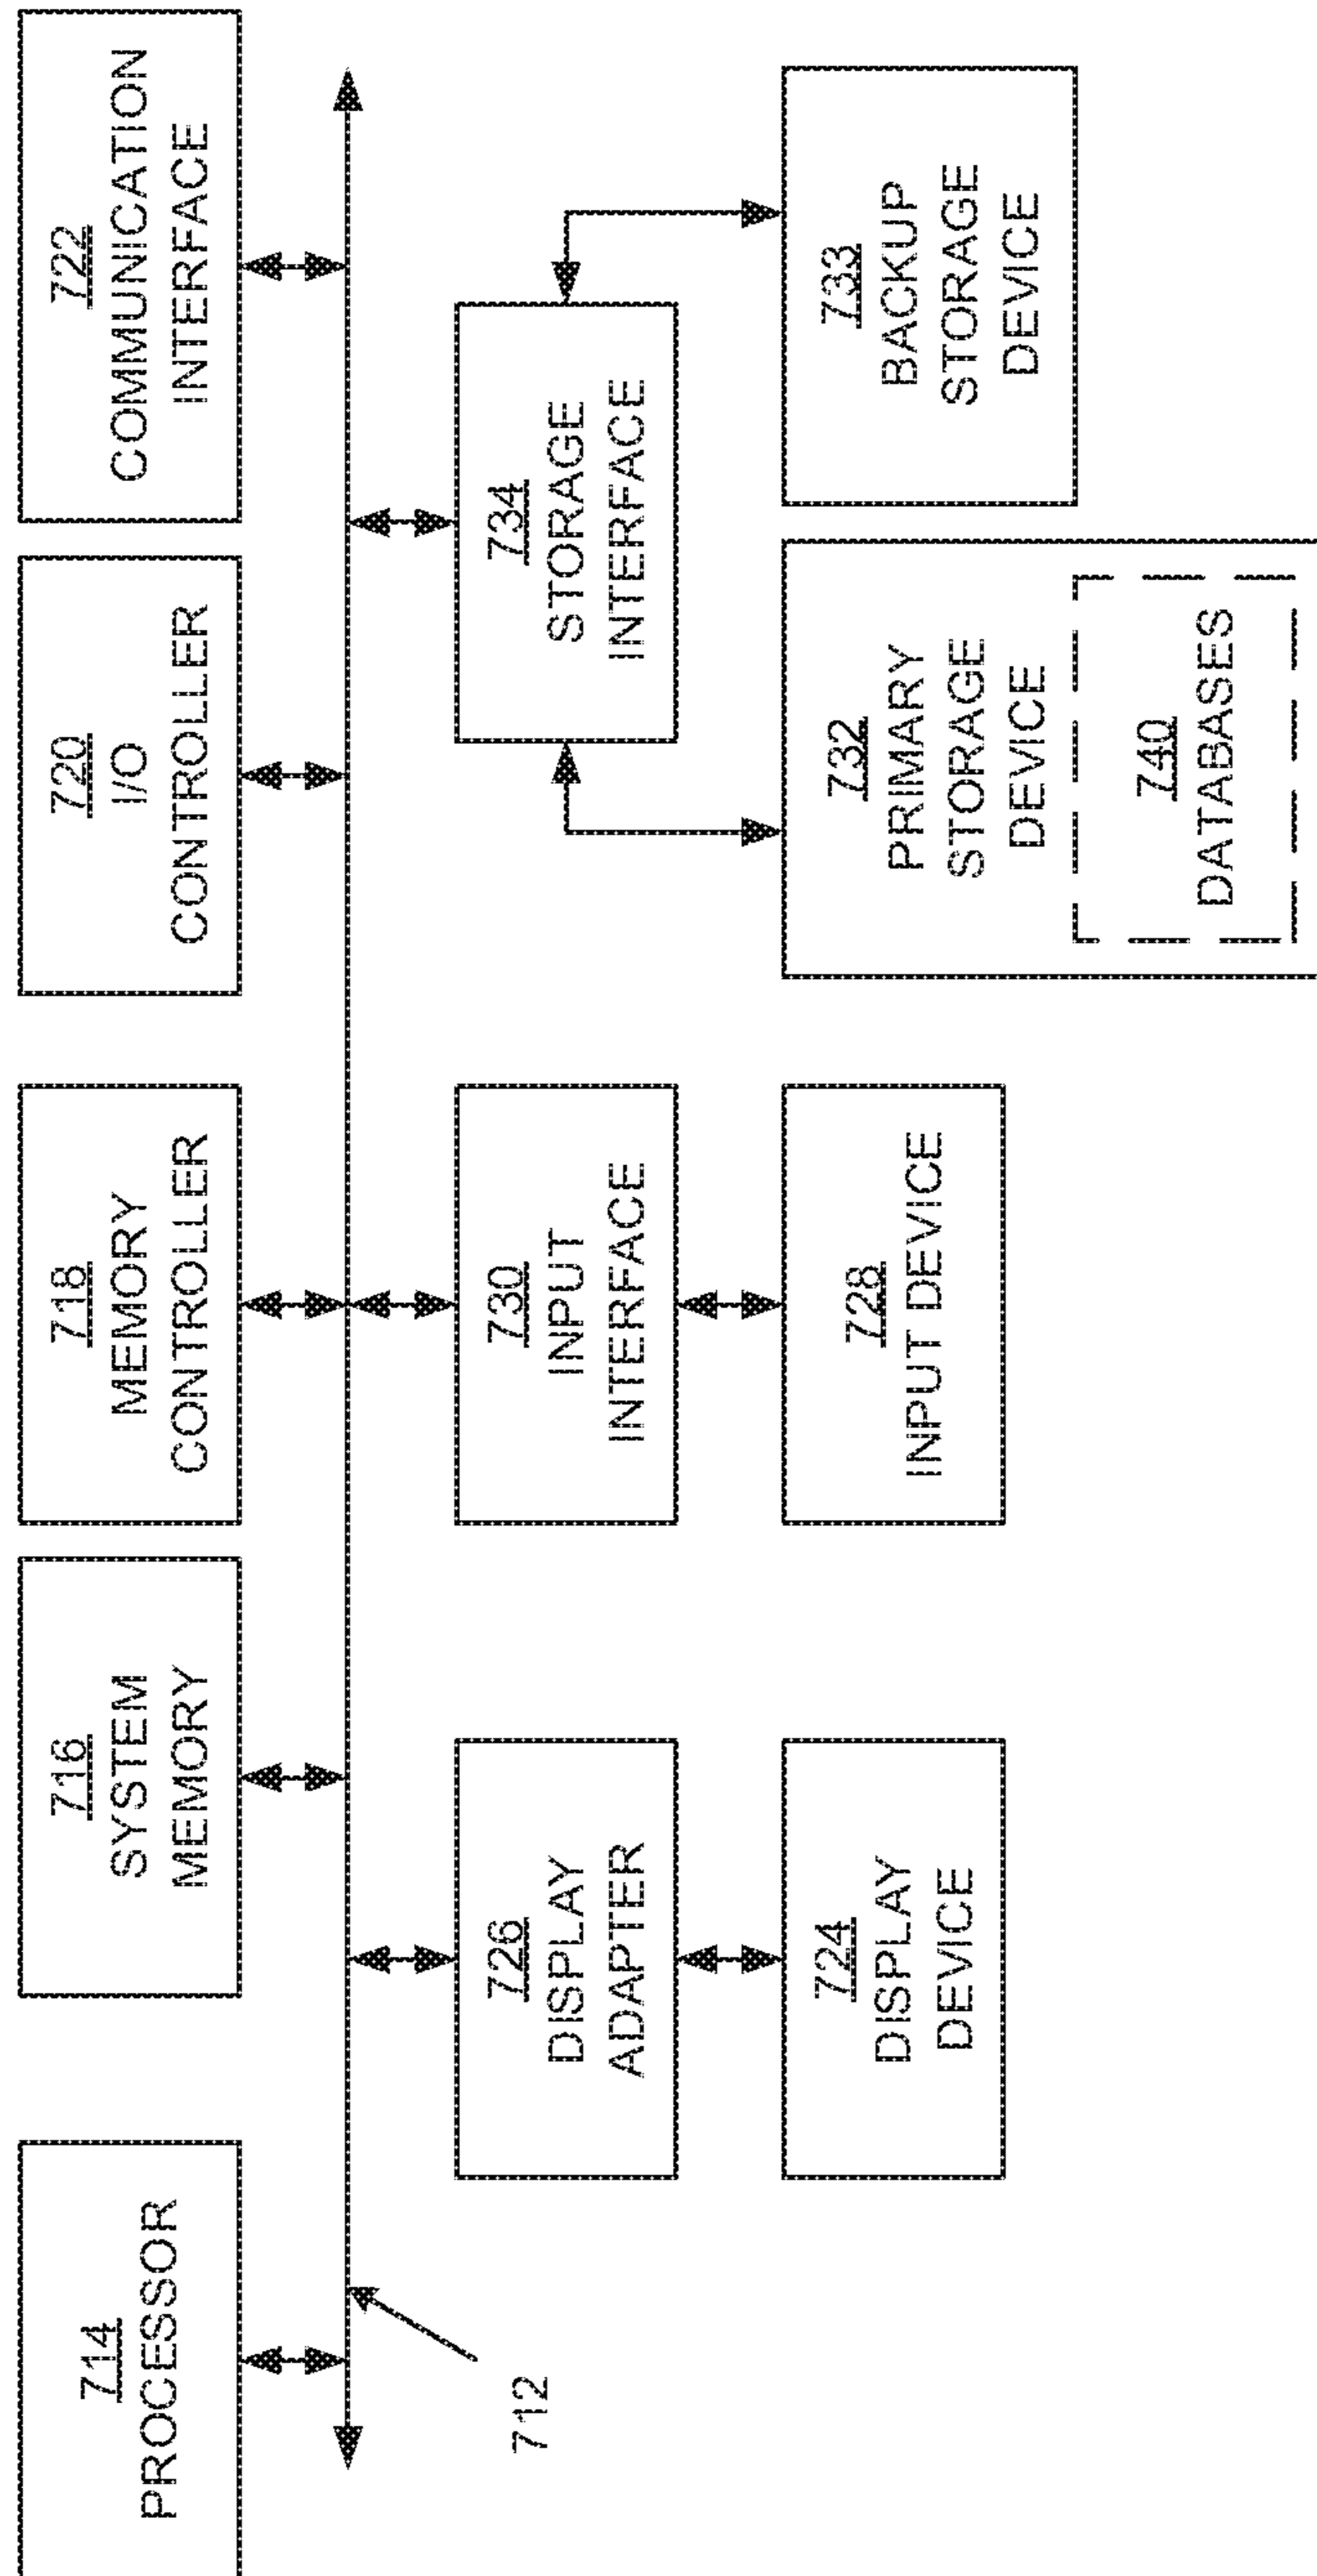 714
PROCESSOR
716
SYSTEM
MEMORY
718
MEMORY
CONTROLLER
720
I/O
CONTROLLER
722
COMMUNICATION
INTERFACE
712
726
DISPLAY
ADAPTER
730
INPUT
INTERFACE
734
STORAGE
INTERFACE
724
DISPLAY
DEVICE
728
INPUT DEVICE
732
PRIMARY
STORAGE
DEVICE
740
DATABASES
733
BACKUP
STORAGE
DEVICE